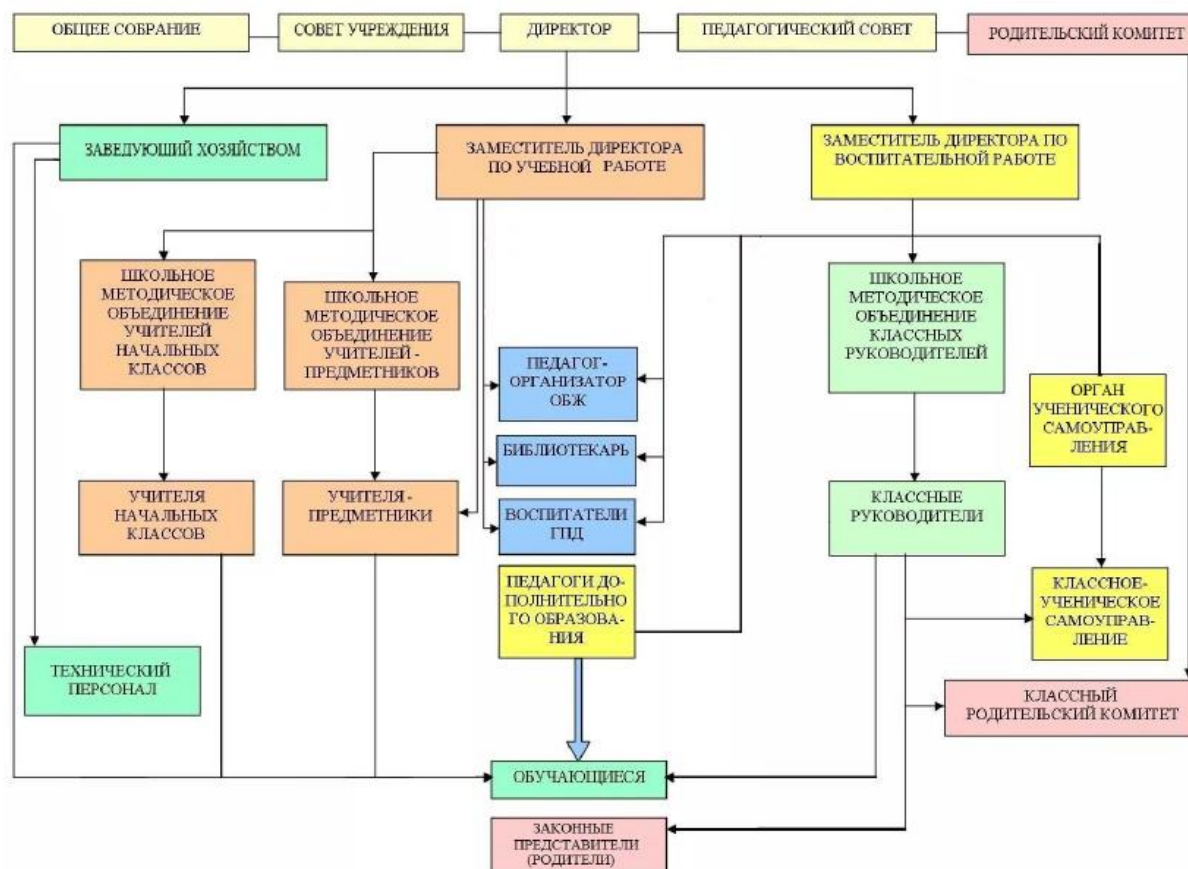 ОБЩЕЕ СОБРАНИЕ
СОВЕТ УЧРЕЖДЕНИЯ
ДИРЕКТОР
ПЕДАГОГИЧЕСКИЙ СОВЕТ
РОДИТЕЛЬСКИЙ КОМИТЕТ
ЗАВЕДУЮЩИЙ ХОЗЯЙСТВОМ
ЗАМЕСТИТЕЛЬ ДИРЕКТОРА
ПО УЧЕБНОЙ РАБОТЕ
ЗАМЕСТИТЕЛЬ ДИРЕКТОРА ПО
ВОСПИТАТЕЛЬНОЙ РАБОТЕ
ШКОЛЬНОЕ
МЕТОДИЧЕСКОЕ
ОБЪЕДИНЕНИЕ
УЧИТЕЛЕЙ
НАЧАЛЬНЫХ
КЛАССОВ
ШКОЛЬНОЕ
МЕТОДИЧЕСКОЕ
ОБЪЕДИНЕНИЕ
УЧИТЕЛЕЙ -
ПРЕДМЕТНИКОВ
ШКОЛЬНОЕ
МЕТОДИЧЕСКОЕ
ОБЪЕДИНЕНИЕ
КЛАССНЫХ
РУКОВОДИТЕЛЕЙ
ПЕДАГОГ-
ОРГАНИЗАТОР
ОБЖ
ОРГАН
УЧЕНИЧЕСКОГО
САМОУПРАВ-
ЛЕНИЯ
БИБЛИОТЕКАРЬ
УЧИТЕЛЯ
НАЧАЛЬНЫХ
КЛАССОВ
УЧИТЕЛЯ -
ПРЕДМЕТНИКИ
ВОСПИТАТЕЛИ
ГПД
КЛАССНЫЕ
РУКОВОДИТЕЛИ
ПЕДАГОГИ ДО-
ПОЛНИТЕЛЬНО
ГО ОБРАЗОВА-
НИЯ
КЛАССНОЕ-
УЧЕНИЧЕСКОЕ
САМОУПРАВ-
ЛЕНИЕ
ТЕХНИЧЕСКИЙ
ПЕРСОНАЛ
КЛАССНЫЙ
РОДИТЕЛЬСКИЙ КОМИТЕТ
ОБУЧАЮЩИЕСЯ
ЗАКОННЫЕ
ПРЕДСТАВИТЕЛИ
(РОДИТЕЛИ)